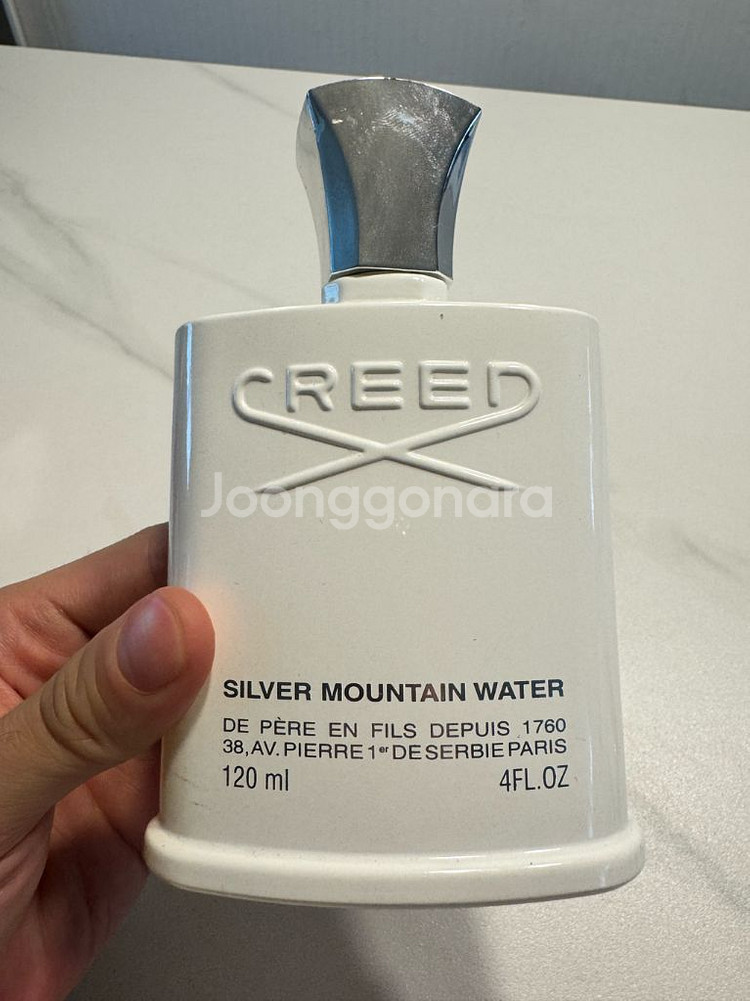 CREED
Joonggonara
SILVER MOUNTAIN WATER
DE PÈRE EN FILS DEPUIS 1760
38, AV. PIERRE 1er DE SERBIE PARIS
120 ml 4FL.OZ